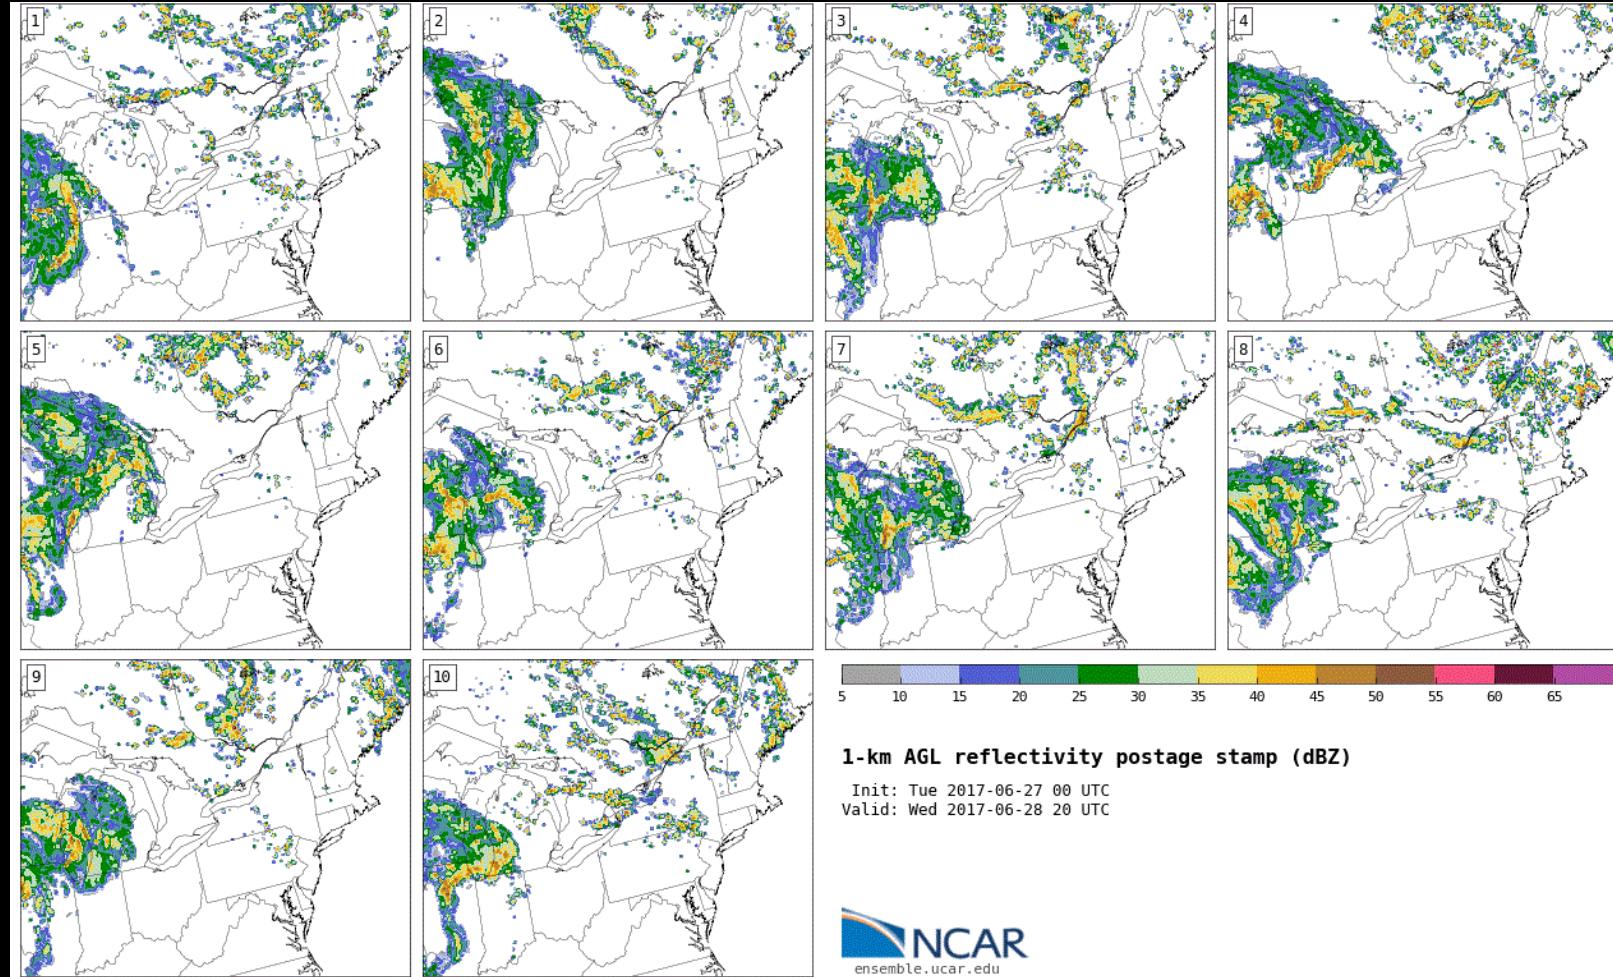 1
2
3
4
5
6
7
8
9
10
5 10 15 20 25 30 35 40 45 50 55 60 65
1-km AGL reflectivity postage stamp (dBZ)
Init: Tue 2017-06-27 00 UTC
Valid: Wed 2017-06-28 20 UTC
NCAR
ensemble.ucar.edu